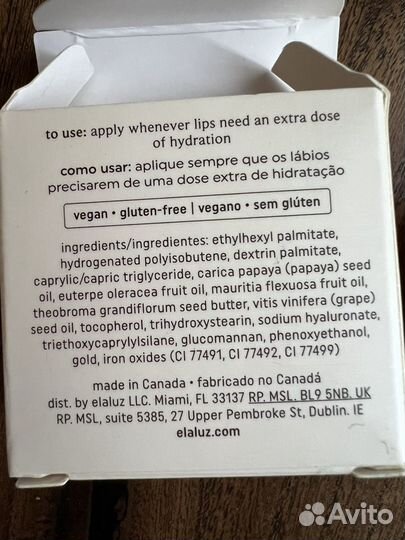 to use: apply whenever lips need an extra dose
of hydration
como usar: aplique sempre que os lábios
precisarem de uma dose extra de hidratação
vegan • gluten-free | vegano • sem glúten
ingredients/ingredientes: ethylhexyl palmitate,
hydrogenated polyisobutene, dextrin palmitate,
caprylic/capric triglyceride, carica papaya (papaya) seed
oil, euterpe oleracea fruit oil, mauritia flexuosa fruit oil,
theobroma grandiflorum seed butter, vitis vinifera (grape)
seed oil, tocopherol, trihydroxystearin, sodium hyaluronate,
triethoxycaprylylsilane, glucomannan, phenoxyethanol,
gold, iron oxides (CI 77491, CI 77492, CI 77499)
made in Canada • fabricado no Canadá
dist. by elaluz LLC. Miami, FL 33137 RP. MSL. BL9 5NB. UK
RP. MSL, suite 5385, 27 Upper Pembroke St, Dublin. IE
elaluz.com
Avito